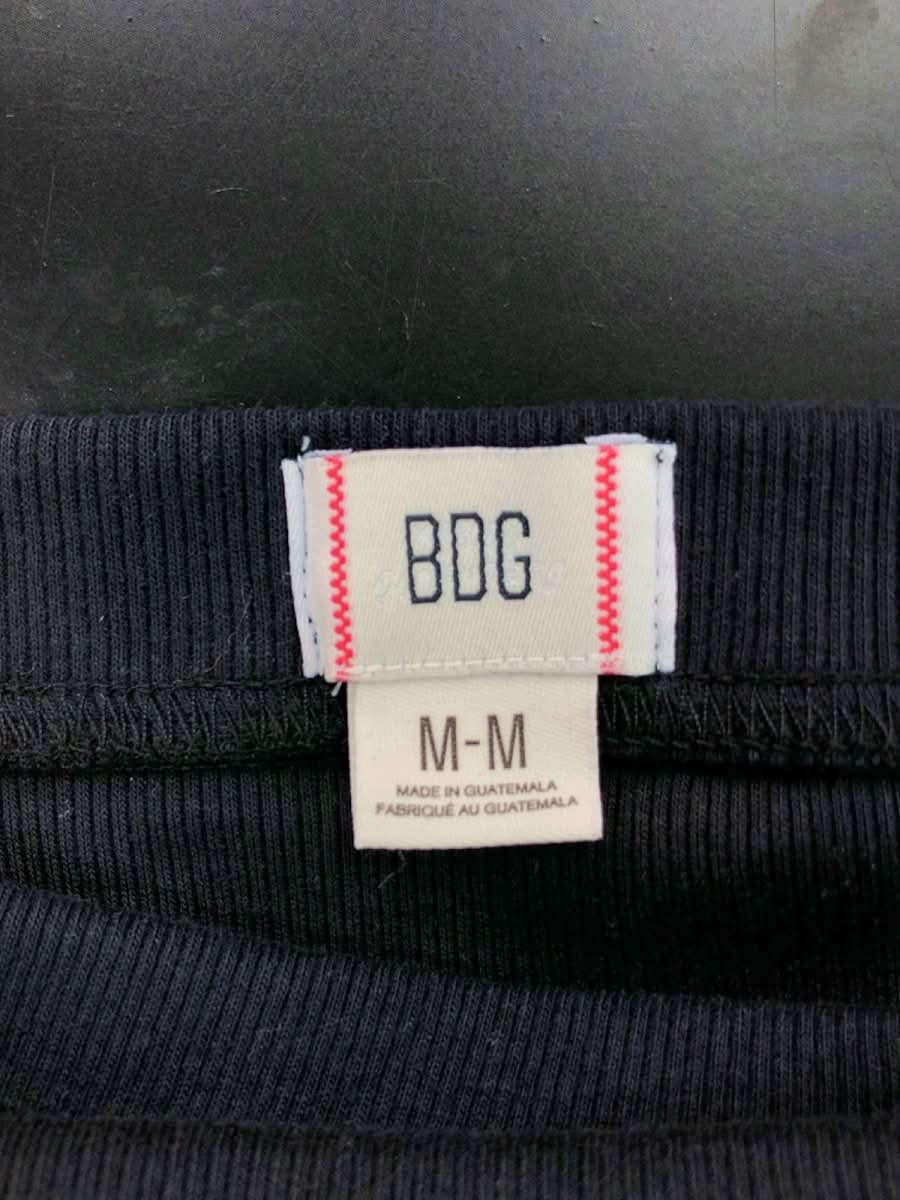 BDG
M-M
MADE IN GUATEMALA
FABRIQUÉ AU GUATEMALA